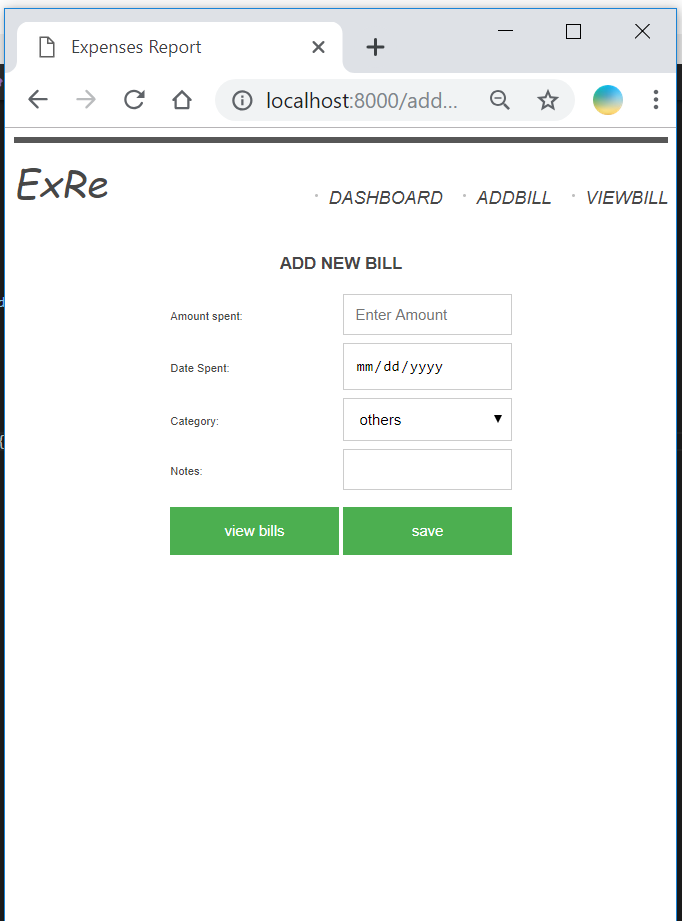 Expenses Report
localhost:8000/add...
ExRe
DASHBOARD ADDBILL VIEWBILL
ADD NEW BILL
Amount spent: Enter Amount
Date Spent: mm/dd/yyyy
Category: others
Notes:
view bills save